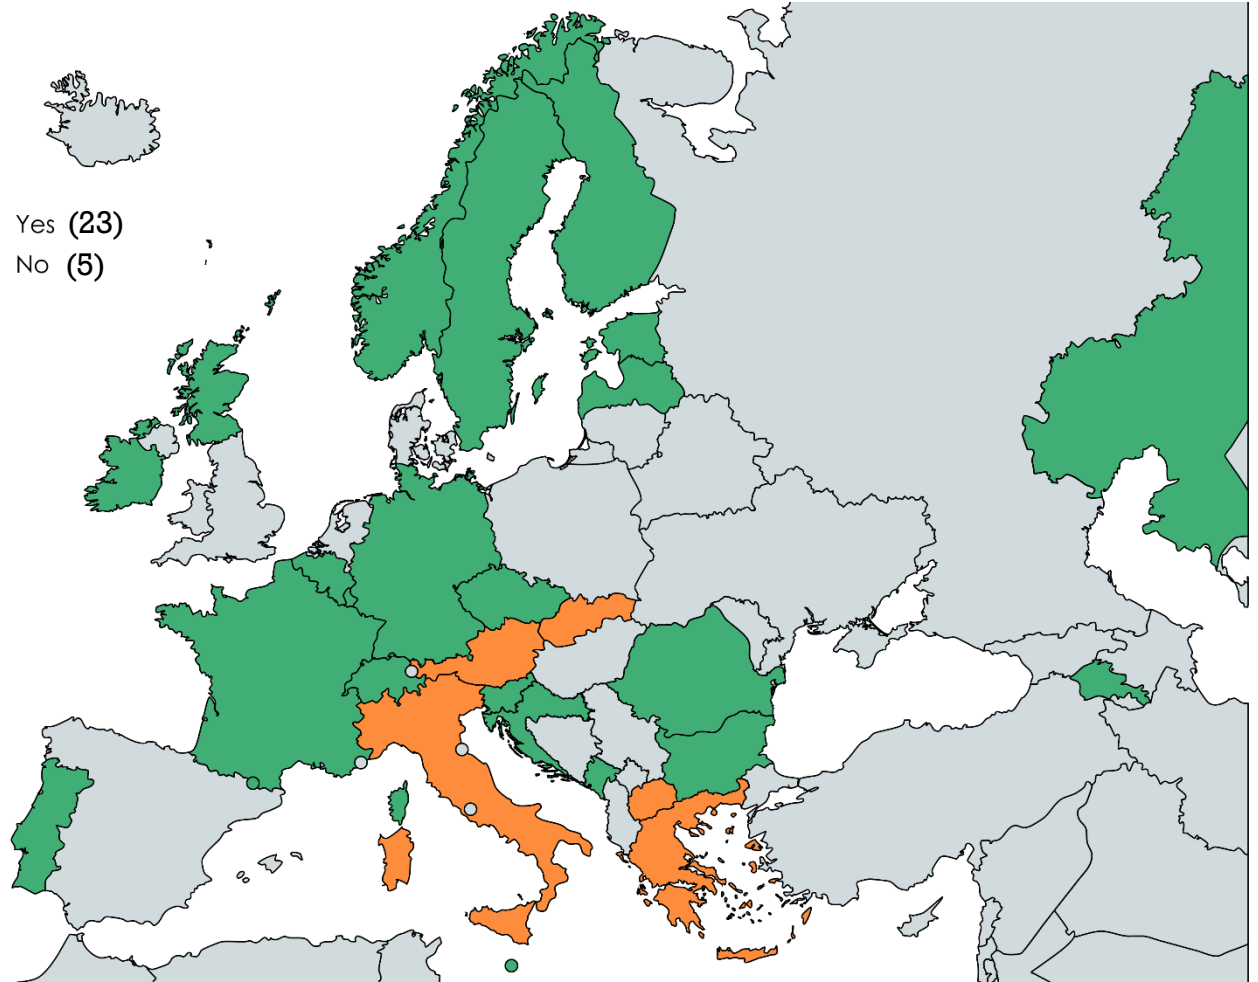 Yes (23)
No (5)